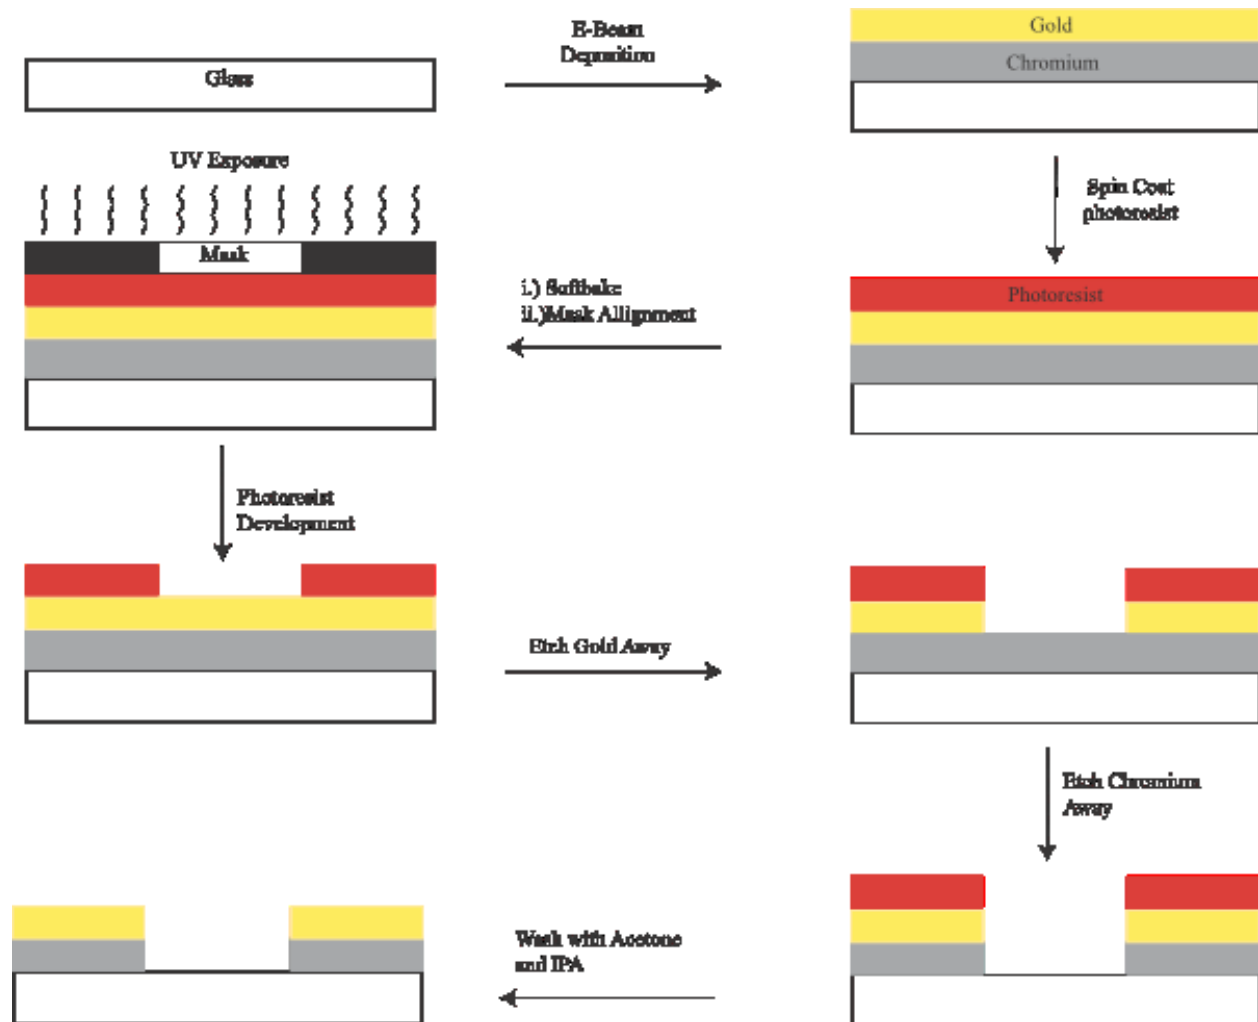 Glass
E-Beam
Deposition
Gold
Chromium
Spin Coat
photoresist
Photoresist
i.) Softbake
ii.)Mask Allignment
UV Exposure
Mask
Photoresist
Development
Etch Gold Away
Etch Chromium
Away
Wash with Acetone
and IPA